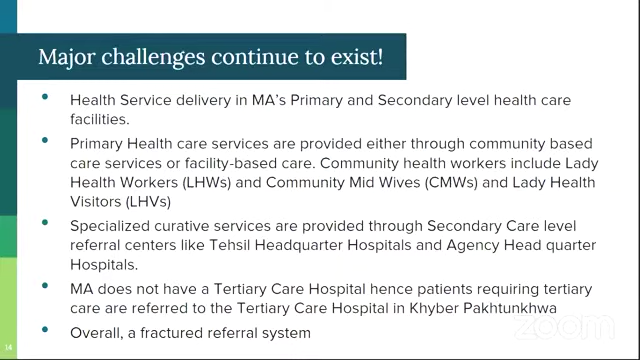 Major challenges continue to exist!
• Health Service delivery in MA's Primary and Secondary level health care
facilities.
• Primary Health care services are provided either through community based
care services or facility-based care. Community health workers include Lady
Health Workers (LHWs) and Community Mid Wives (CMWs) and Lady Health
Visitors (LHVs)
• Specialized curative services are provided through Secondary Care level
referral centers like Tehsil Headquarter Hospitals and Agency Head quarter
Hospitals.
• MA does not have a Tertiary Care Hospital hence patients requiring tertiary
care are referred to the Tertiary Care Hospital in Khyber Pakhtunkhwa
• Overall, a fractured referral system
zoom
14